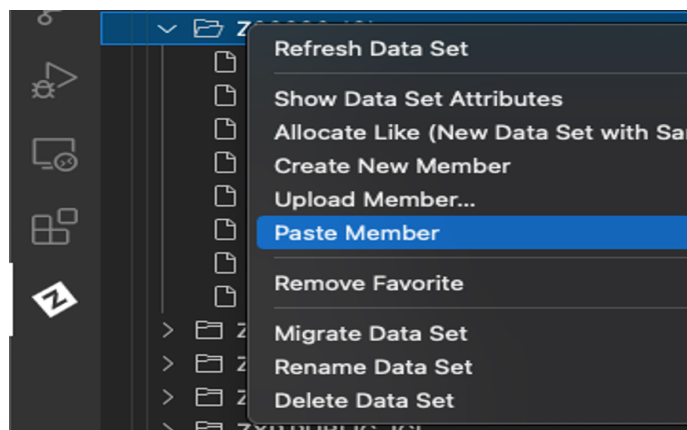 Refresh Data Set
Show Data Set Attributes
Allocate Like (New Data Set with
Create New Member
Upload Member...
Paste Member
Remove Favorite
Z
Migrate Data Set
Z
Rename Data Set
Z
Delete Data Set